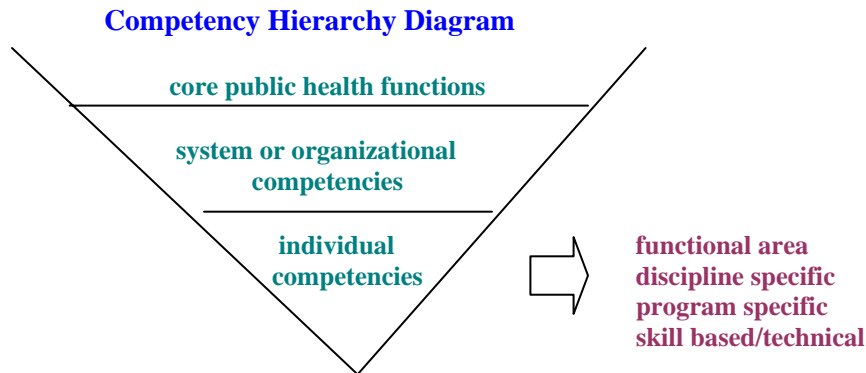 Competency Hierarchy Diagram
core public health functions
system or organizational
competencies
individual
competencies
functional area
discipline specific
program specific
skill based/technical